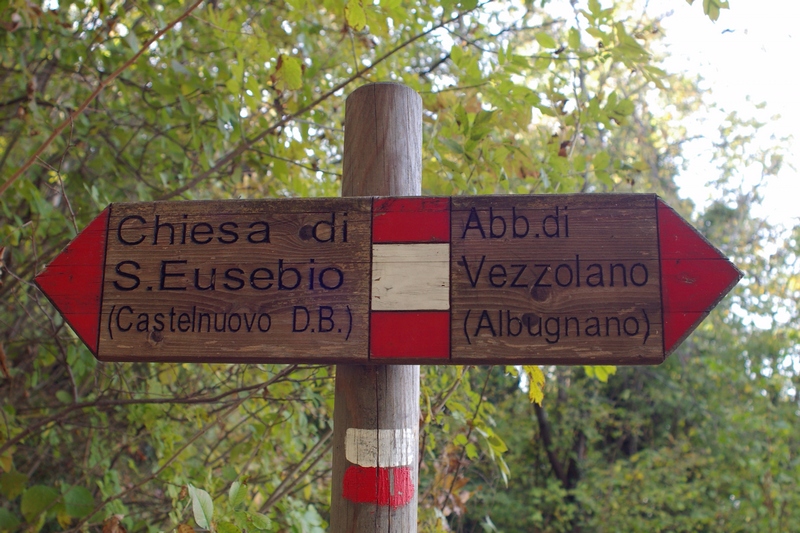 Chiesa di
S.Eusebio
(Castelnuovo D.B.)
Abb.di
Vezzolano
(Albugnano)